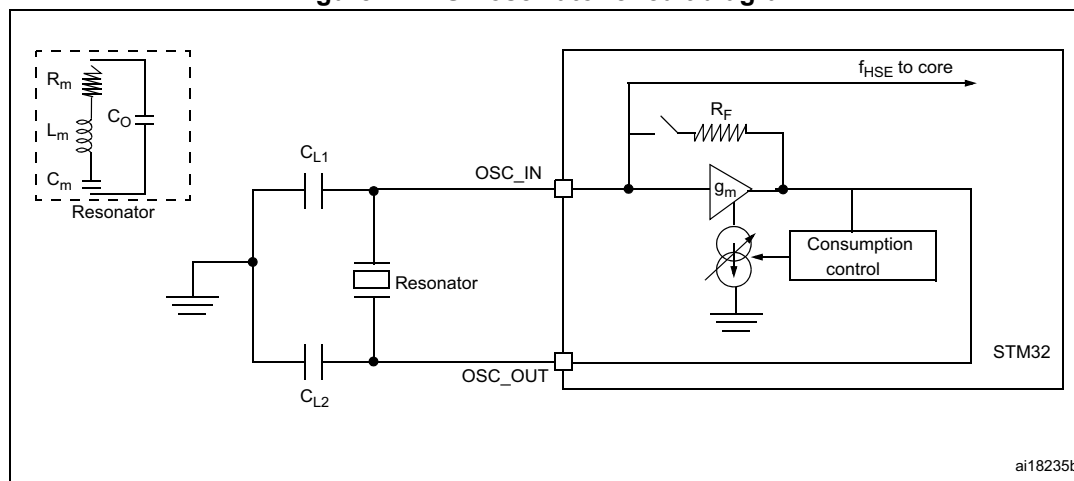 fHSE to core
Rm
RF
Lm
CO
Cm
CL1
OSC_IN
gm
Resonator
Consumption
control
Resonator
STM32
OSC_OUT
CL2
ai18235b